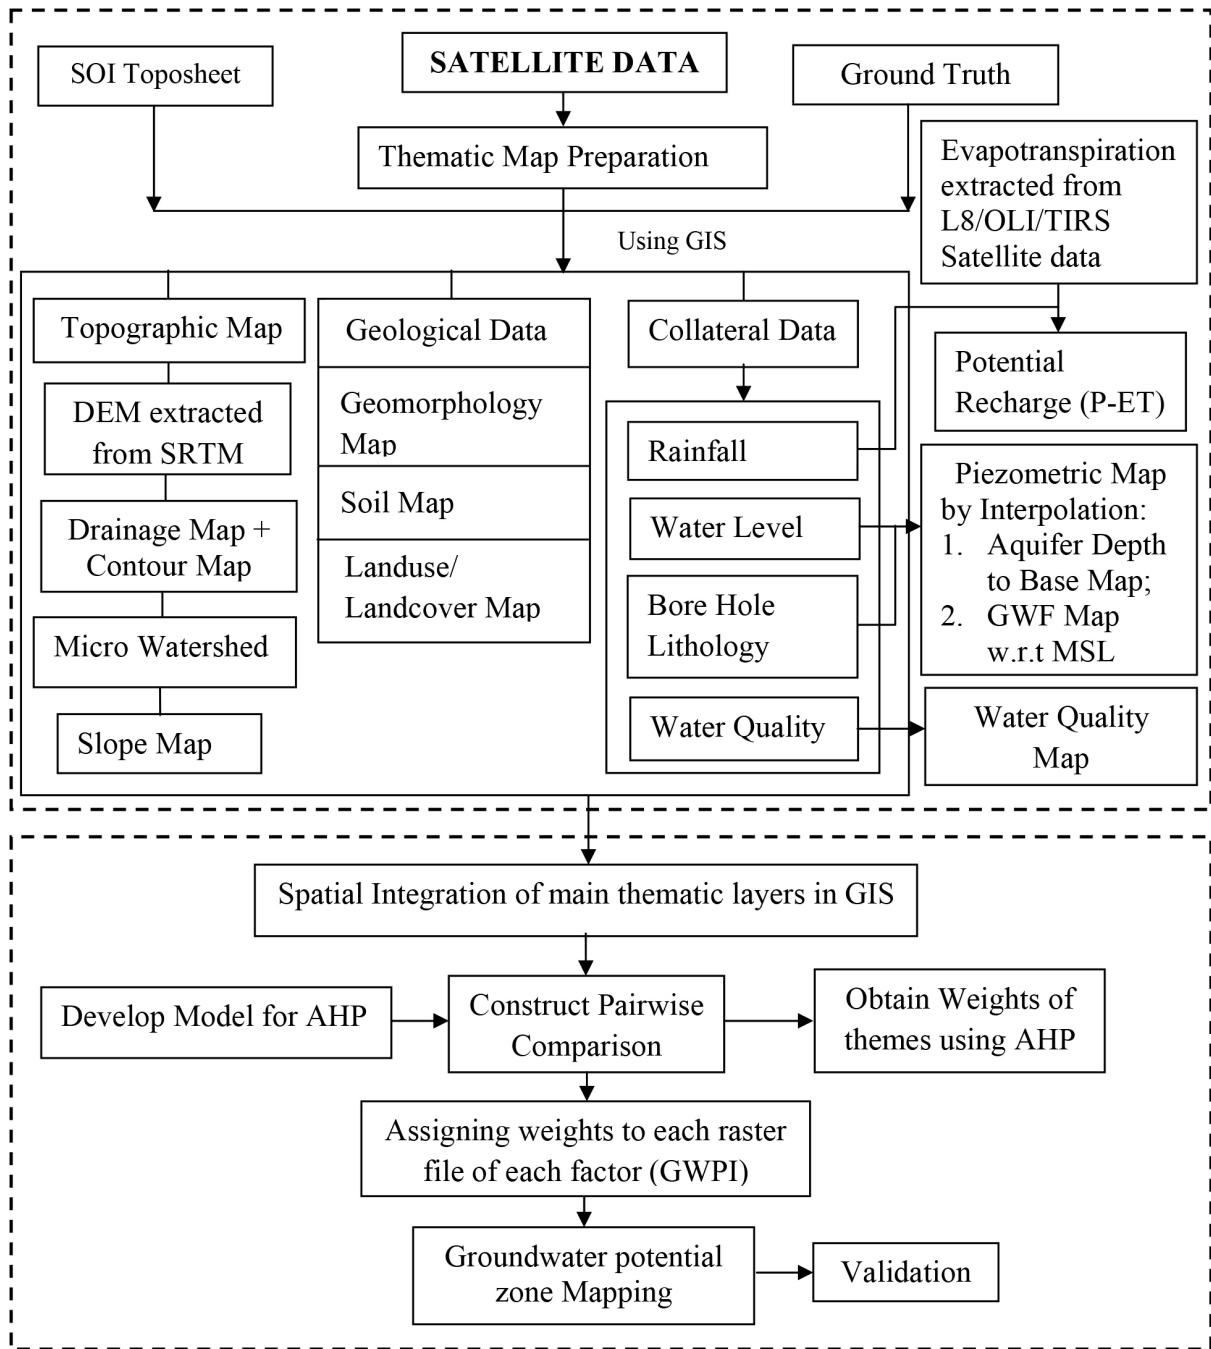 SOI Toposheet
SATELLITE DATA
Ground Truth
Thematic Map Preparation
Evapotranspiration
extracted from
L8/OLI/TIRS
Satellite data
Using GIS
Topographic Map
DEM extracted
from SRTM
Drainage Map +
Contour Map
Micro Watershed
Slope Map
Geological Data
Geomorphology
Map
Soil Map
Landuse/
Landcover Map
Collateral Data
Rainfall
Water Level
Bore Hole
Lithology
Water Quality
Potential
Recharge (P-ET)
Piezometric Map
by Interpolation:
1. Aquifer Depth
to Base Map;
2. GWF Map
w.r.t MSL
Water Quality
Map
Spatial Integration of main thematic layers in GIS
Develop Model for AHP
Construct Pairwise
Comparison
Obtain Weights of
themes using AHP
Assigning weights to each raster
file of each factor (GWPI)
Groundwater potential
zone Mapping
Validation